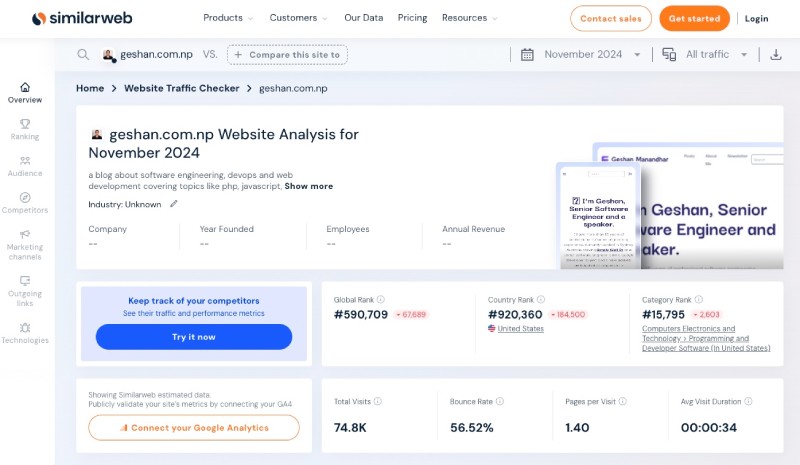 similarweb
Products Customers Our Data Pricing Resources
Contact sales Get started Login
geshan.com.np VS. + Compare this site to
November 2024 All traffic
Home > Website Traffic Checker > geshan.com.np
Overview
Ranking
Audience
Competitors
Marketing
channels
Outgoing
links
Technologies
geshan.com.np Website Analysis for
November 2024
a blog about software engineering, devops and web
development covering topics like php, javascript, Show more
Industry: Unknown
Company Year Founded Employees Annual Revenue
-- -- -- --
Geshan Manandhar
I'm Geshan,
Senior Software
Engineer and a
speaker.
n Geshan, Senior
ware Engineer and
aker.
Keep track of your competitors
See their traffic and performance metrics
Try it now
Global Rank Country Rank Category Rank
#590,709 67,689 #920,360 184,500 #15,795 2,603
United States
Computers Electronics and
Technology > Programming and
Developer Software (In United States)
Showing Similarweb estimated data.
Publicly validate your site's metrics by connecting your GA4
Connect your Google Analytics
Total Visits Bounce Rate Pages per Visit Avg Visit Duration
74.8K 56.52% 1.40 00:00:34